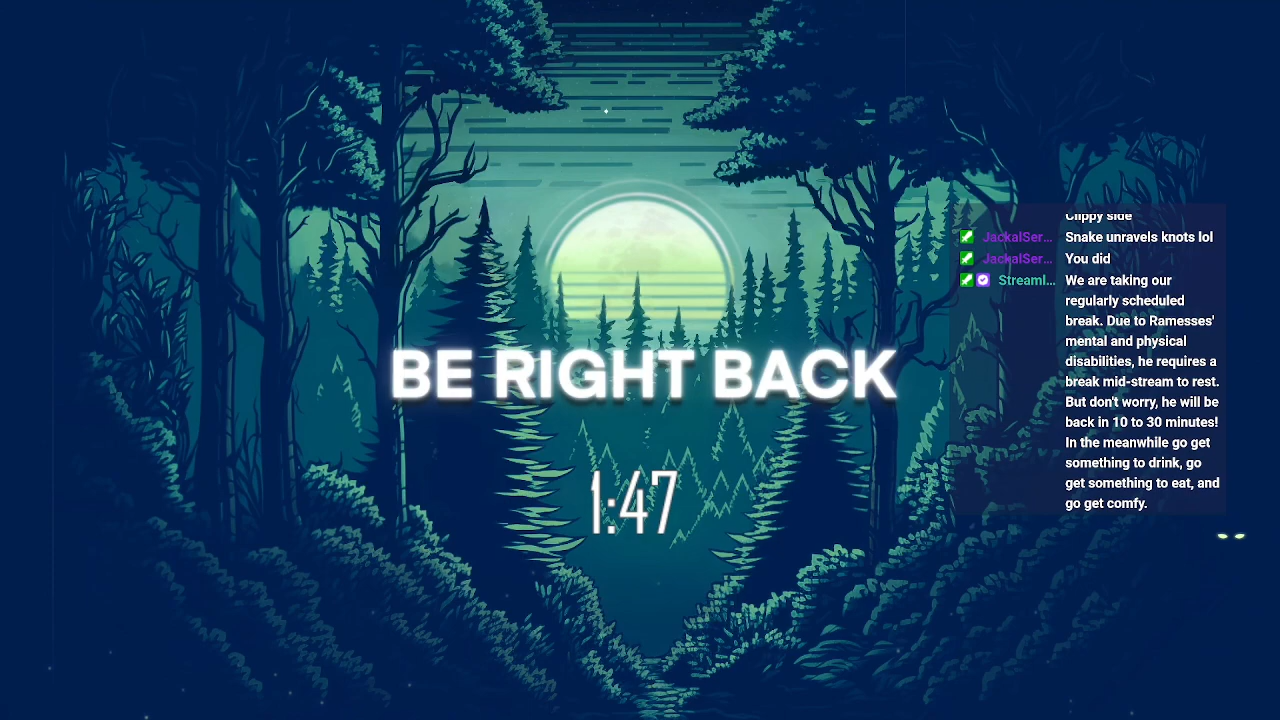 Clippy side
JackalSer... Snake unravels knots lol
JackalSer... You did
Streaml... We are taking our
regularly scheduled
break. Due to Ramesses'
mental and physical
disabilities, he requires a
break mid-stream to rest.
But don't worry, he will be
back in 10 to 30 minutes!
In the meanwhile go get
something to drink, go
get something to eat, and
go get comfy.
BE RIGHT BACK
1:47